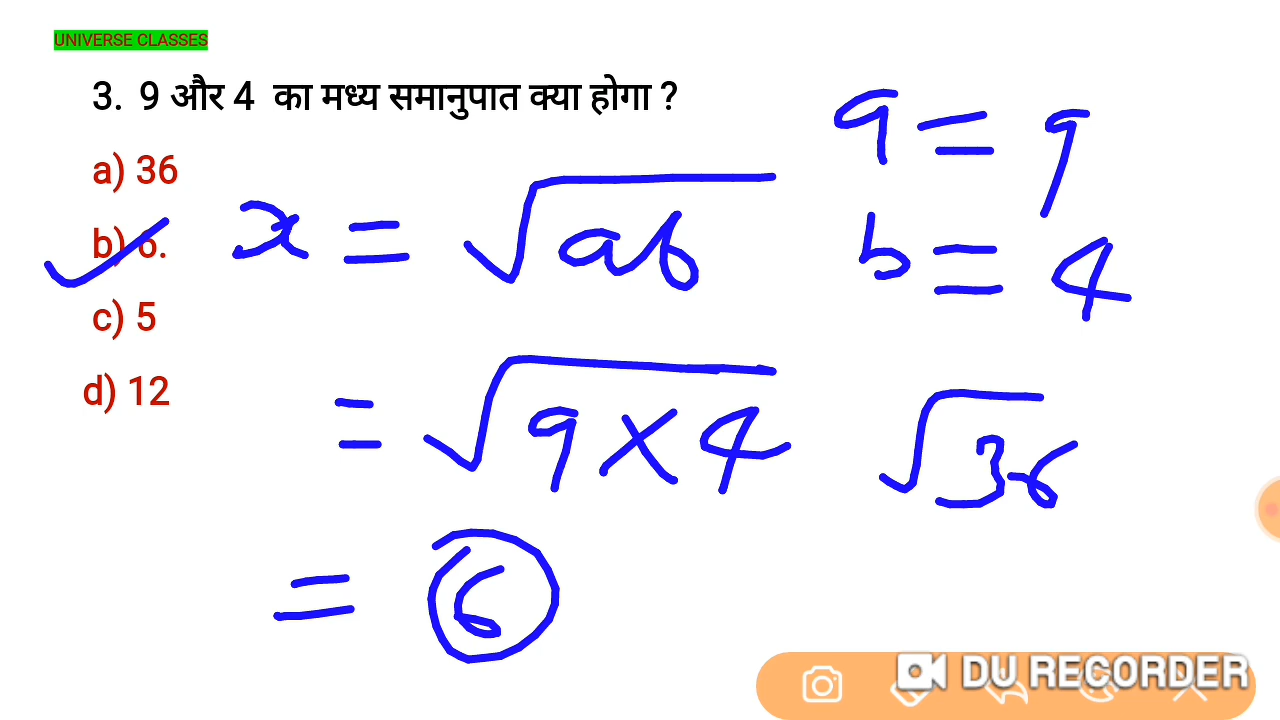 UNIVERSE CLASSES
3. 9 और 4 का मध्य समानुपात क्या होगा ?
a) 36
b) 6.
c) 5
d) 12
a = 9
b = 4
x = √ab
= √9×4
√36
= 6
DU RECORDER